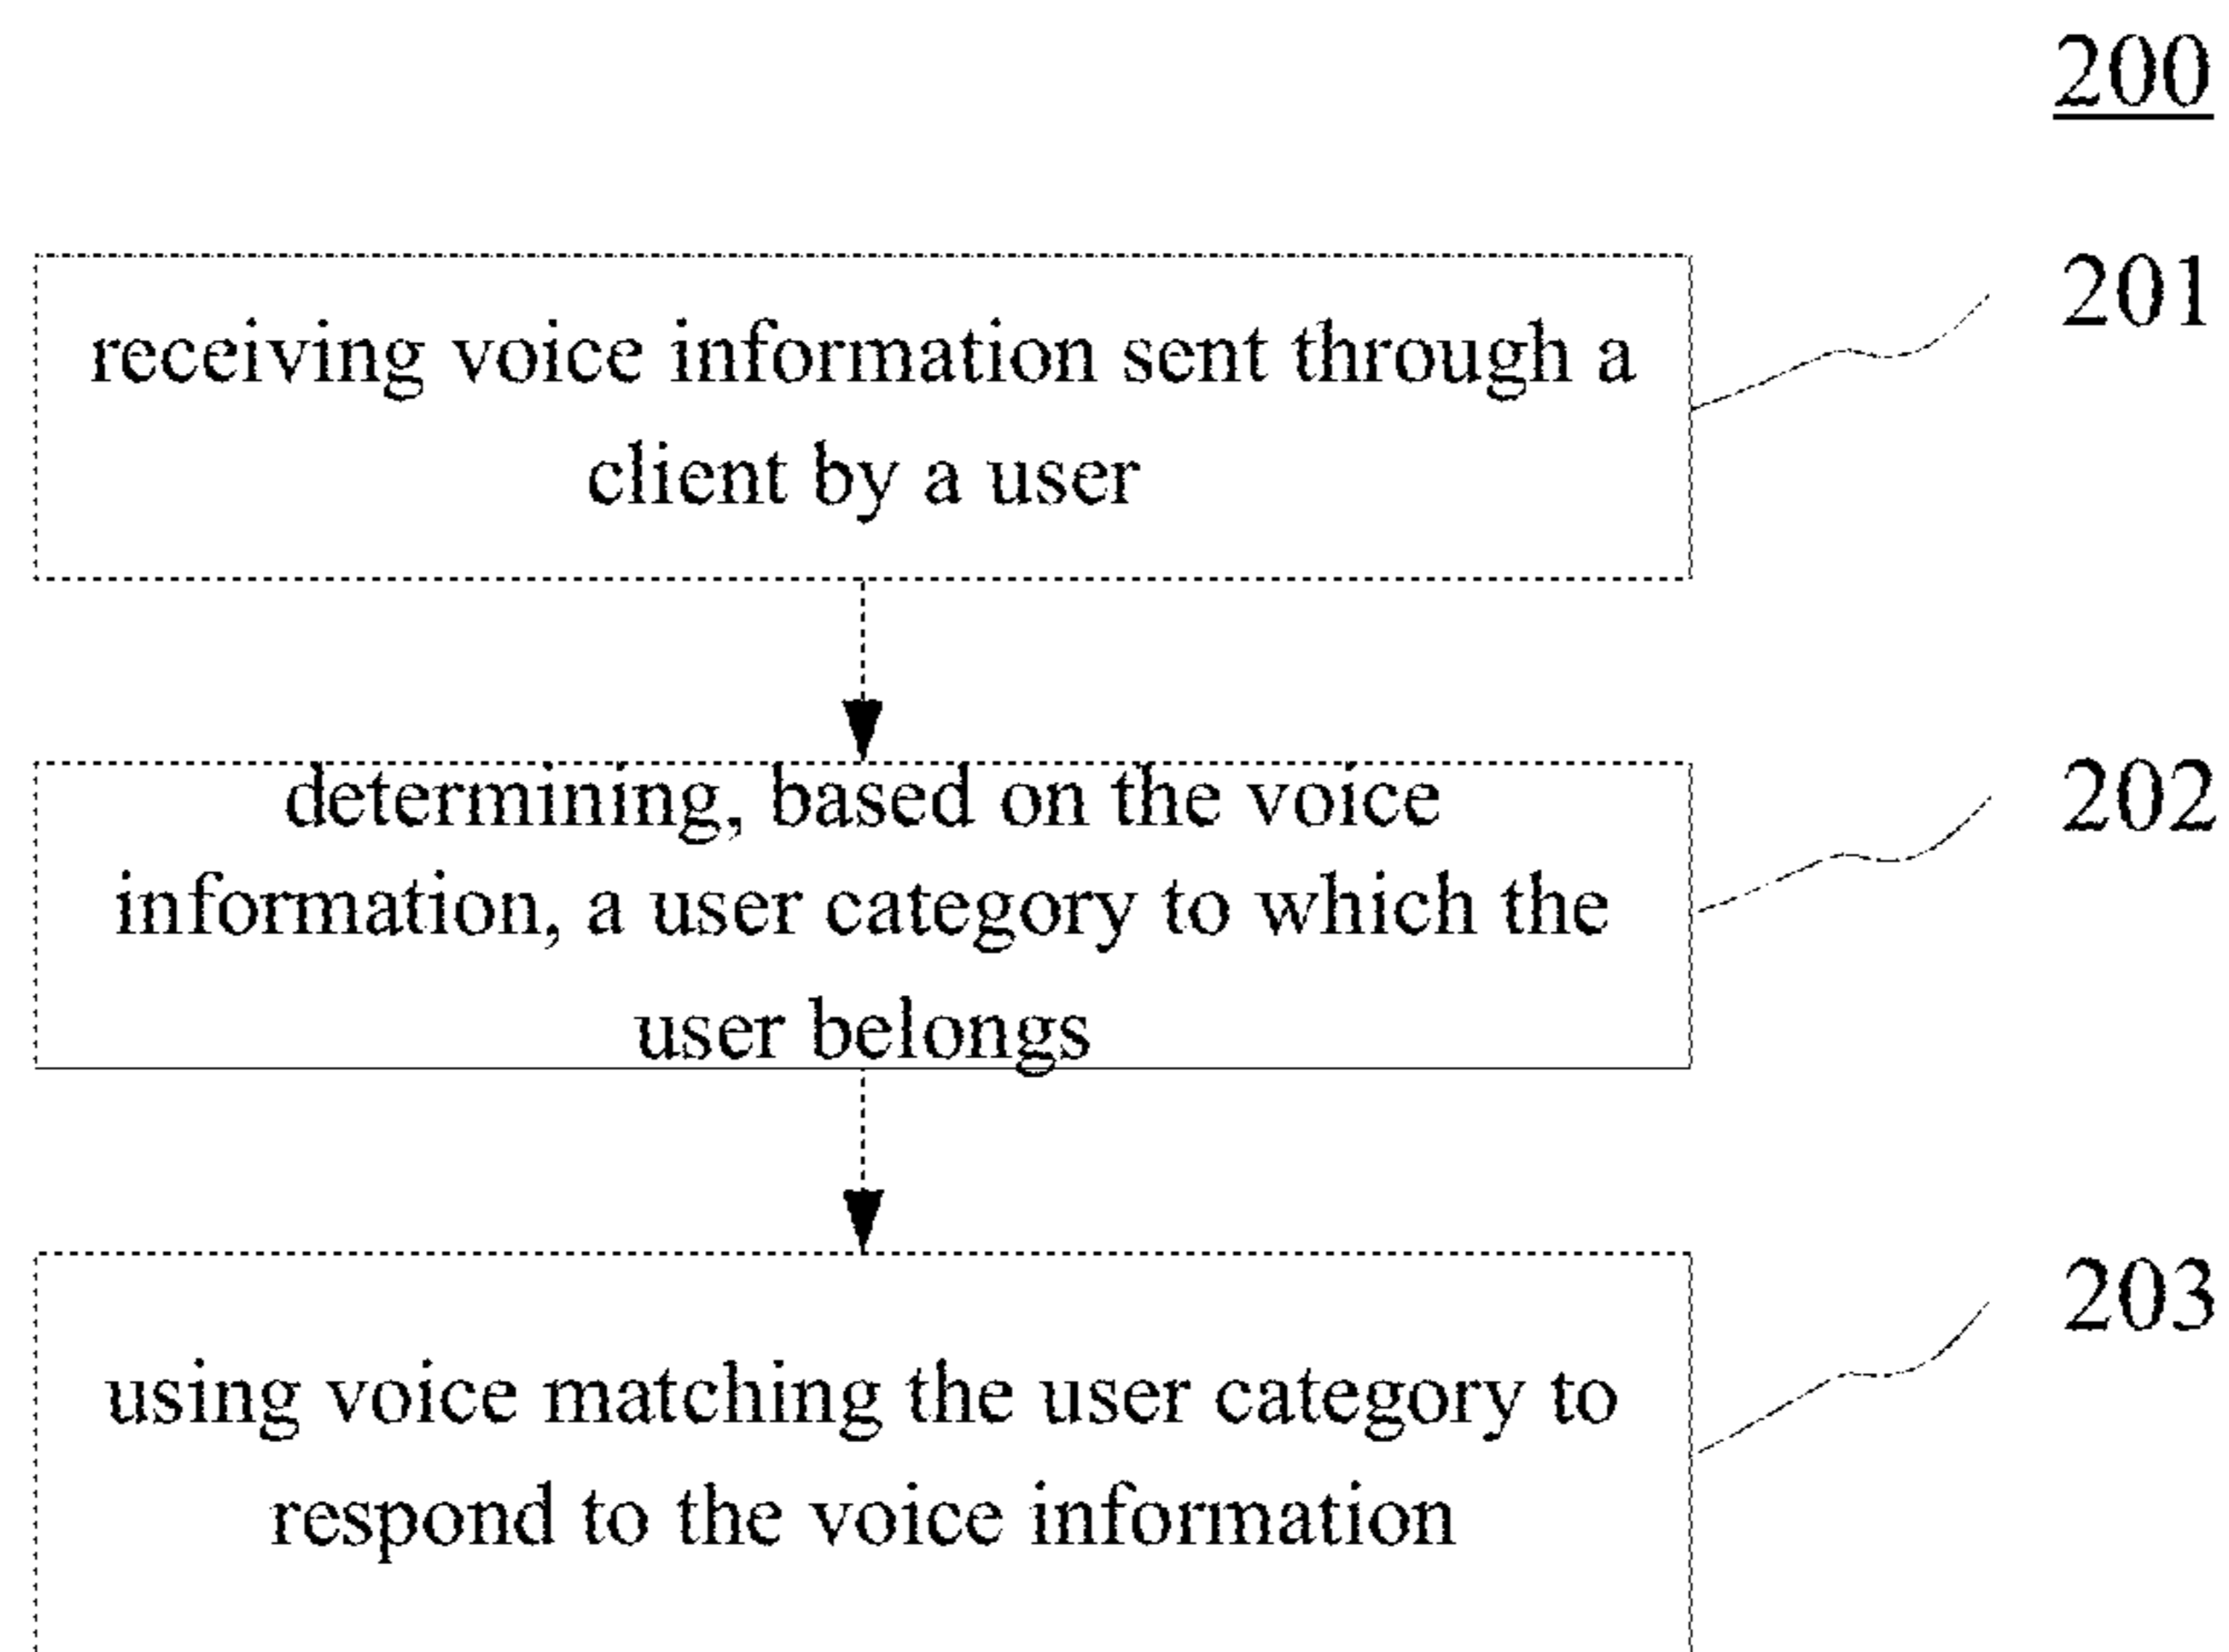 200
201
receiving voice information sent through a
client by a user
202
determining, based on the voice
information, a user category to which the
user belongs
203
using voice matching the user category to
respond to the voice information